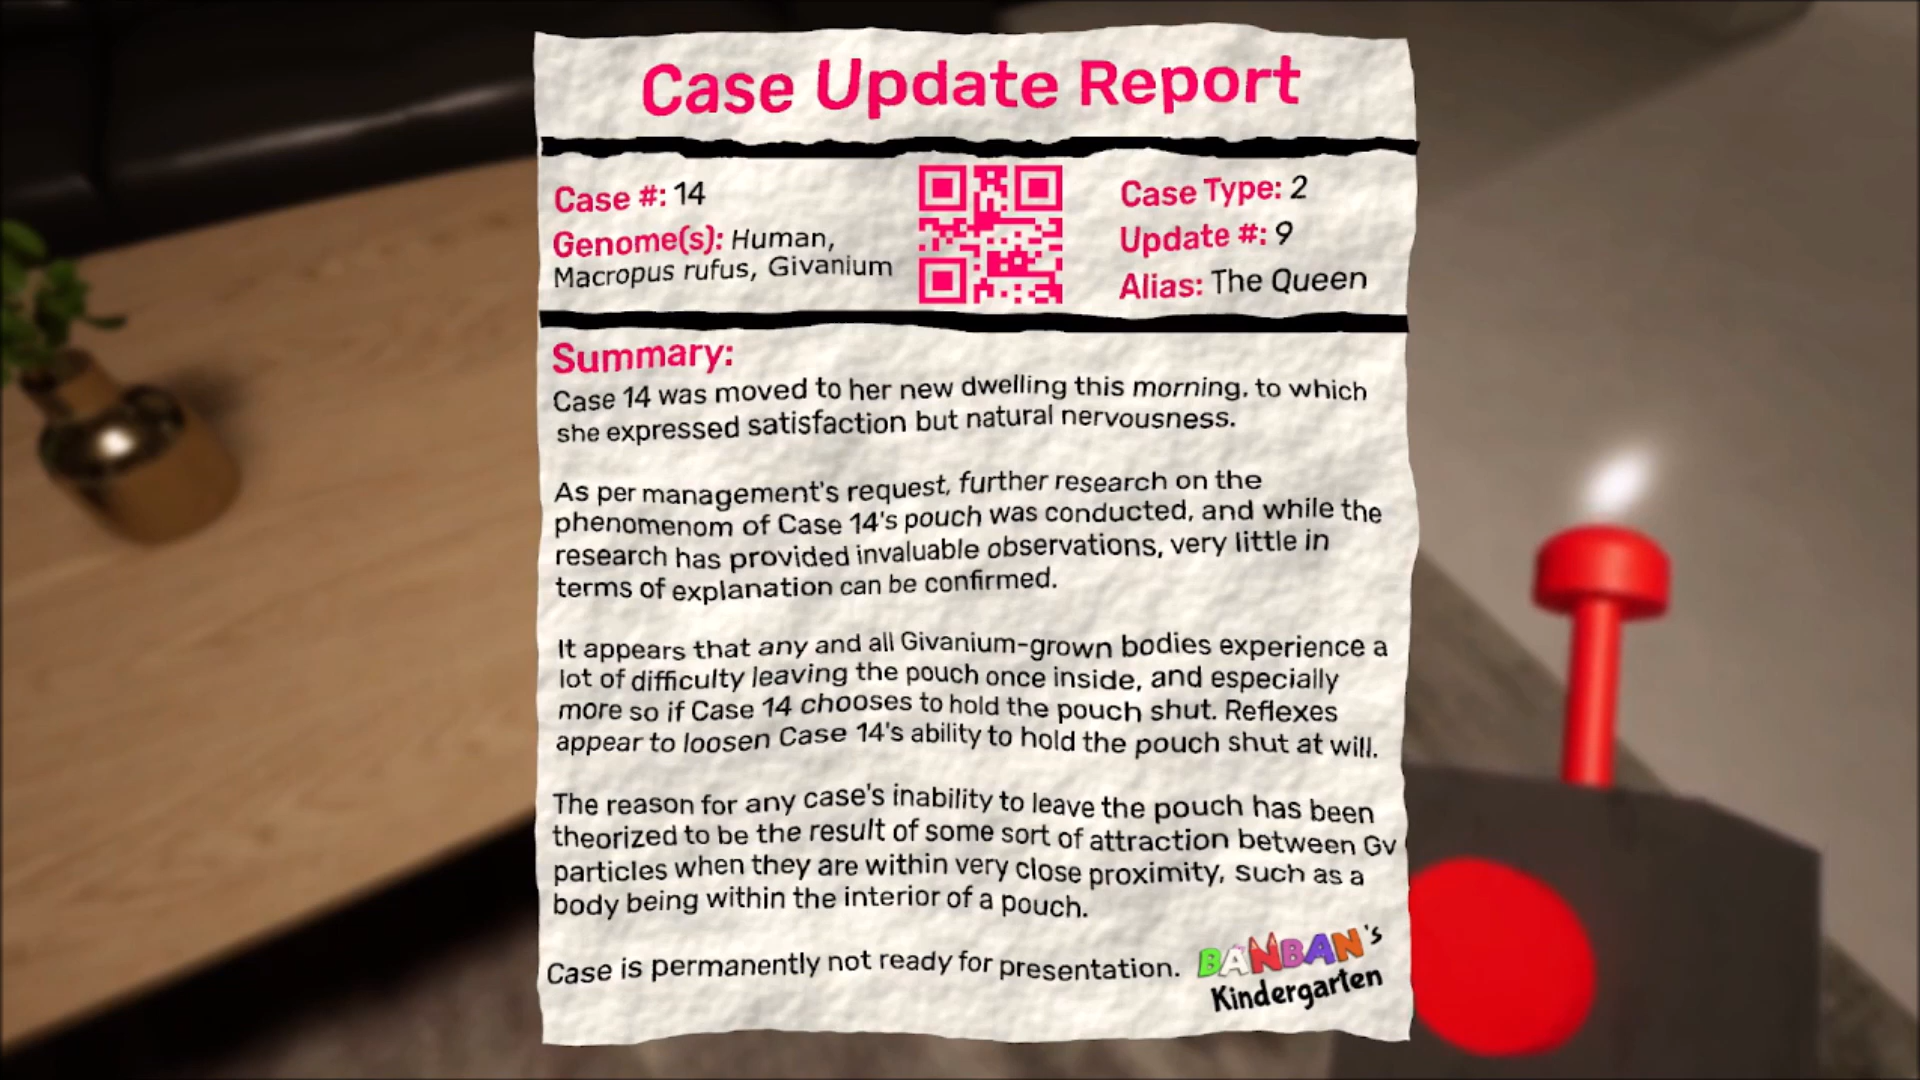 Case Update Report
Case #: 14
Genome(s): Human,
Macropus rufus, Givanium
Case Type: 2
Update #: 9
Alias: The Queen
Summary:
Case 14 was moved to her new dwelling this morning, to which
she expressed satisfaction but natural nervousness.
As per management's request, further research on the
phenomenom of Case 14's pouch was conducted, and while the
research has provided invaluable observations, very little in
terms of explanation can be confirmed.
It appears that any and all Givanium-grown bodies experience a
lot of difficulty leaving the pouch once inside, and especially
more so if Case 14 chooses to hold the pouch shut. Reflexes
appear to loosen Case 14's ability to hold the pouch shut at will.
The reason for any case's inability to leave the pouch has been
theorized to be the result of some sort of attraction between Gv
particles when they are within very close proximity, such as a
body being within the interior of a pouch.
Case is permanently not ready for presentation.
BANBAN's
Kindergarten